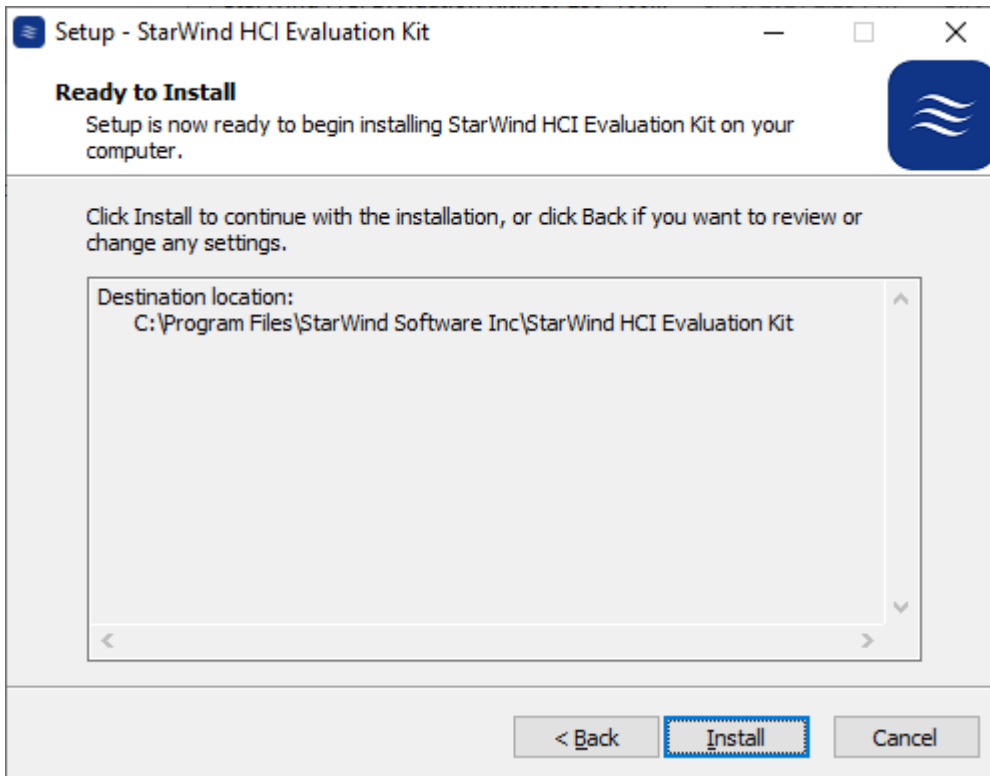 Setup - StarWind HCI Evaluation Kit
Ready to Install
Setup is now ready to begin installing StarWind HCI Evaluation Kit on your
computer.
Click Install to continue with the installation, or click Back if you want to review or
change any settings.
Destination location:
C:\Program Files\StarWind Software Inc\StarWind HCI Evaluation Kit
< Back
Install
Cancel